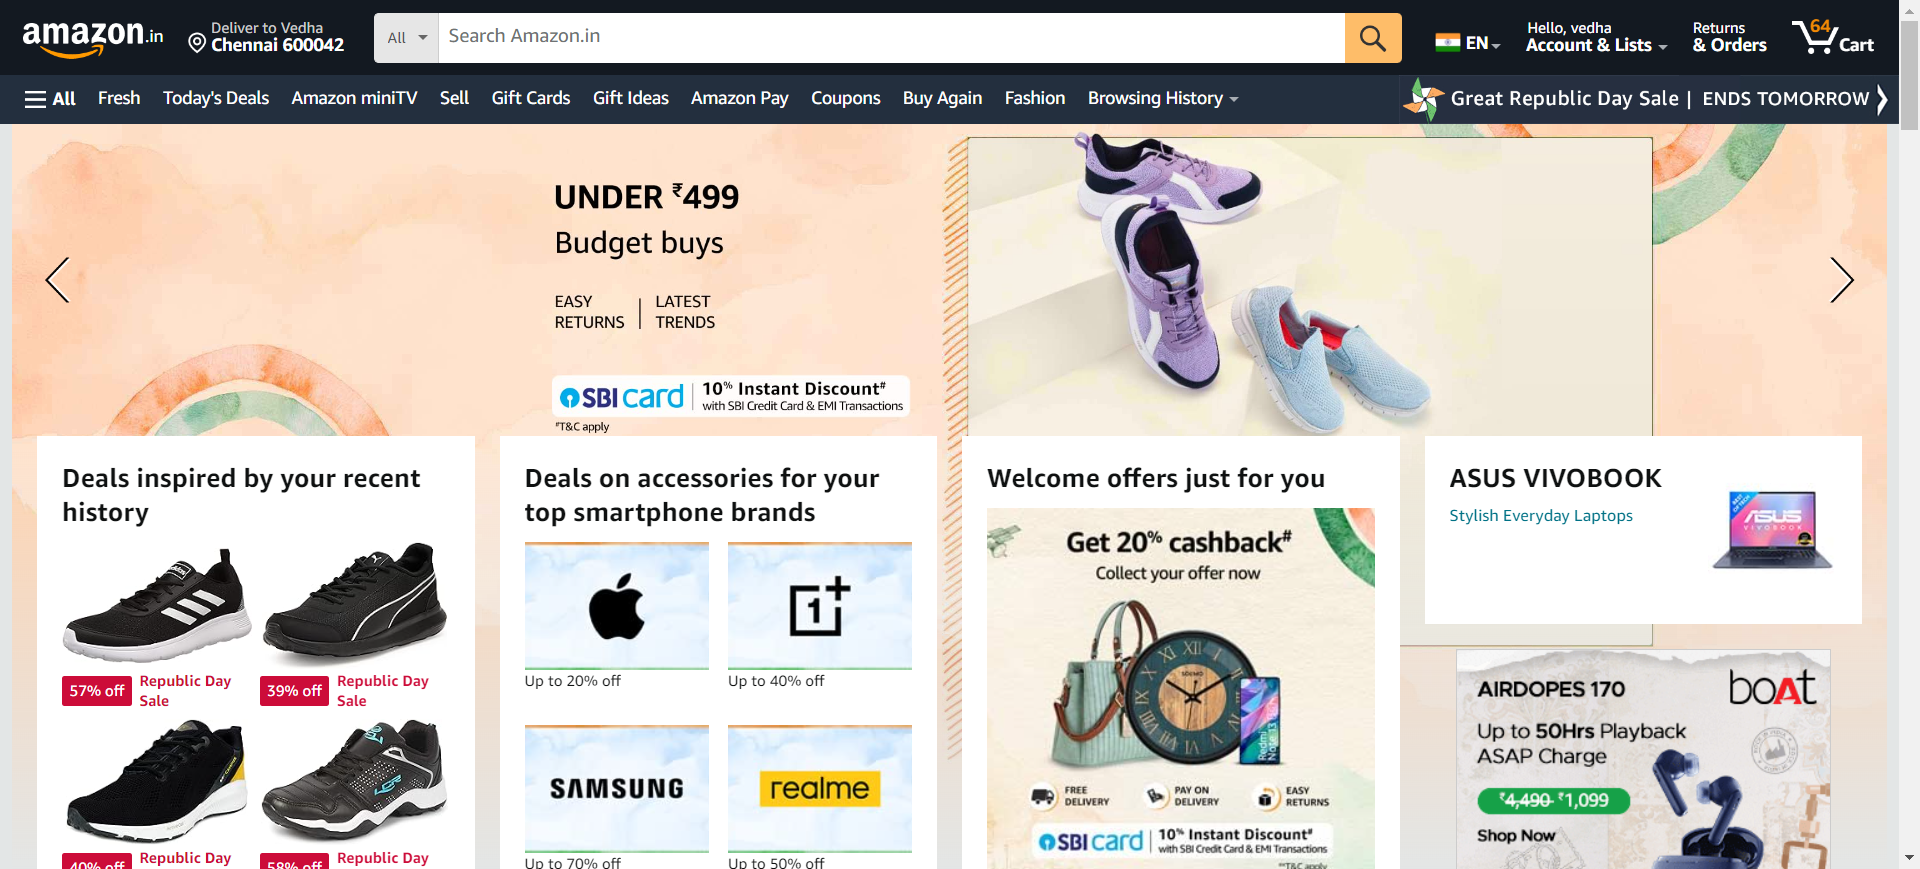 amazon.in
Deliver to Vedha
Chennai 600042
All
Search Amazon.in
EN
Hello, vedha
Account & Lists
Returns
& Orders
64
Cart
All
Fresh
Today's Deals
Amazon miniTV
Sell
Gift Cards
Gift Ideas
Amazon Pay
Coupons
Buy Again
Fashion
Browsing History
Great Republic Day Sale | ENDS TOMORROW
UNDER ₹499
Budget buys
EASY
RETURNS
LATEST
TRENDS
SBI card
10% Instant Discount#
with SBI Credit Card & EMI Transactions
#T&C apply
Deals inspired by your recent
history
57% off
Republic Day
Sale
39% off
Republic Day
Sale
40% off
Republic Day
58% off
Republic Day
Deals on accessories for your
top smartphone brands
Up to 20% off
1+
Up to 40% off
SAMSUNG
Up to 70% off
realme
Up to 50% off
Welcome offers just for you
Get 20% cashback#
Collect your offer now
XII
Redmi
Note 13
FREE
DELIVERY
PAY ON
DELIVERY
EASY
RETURNS
SBI card
10% Instant Discount#
with SBI Credit Card & EMI Transactions
ASUS VIVOBOOK
Stylish Everyday Laptops
ASUS
VIVOBOOK
AIRDOPES 170
boAt
Up to 50Hrs Playback
ASAP Charge
₹4,490 ₹1,099
Shop Now